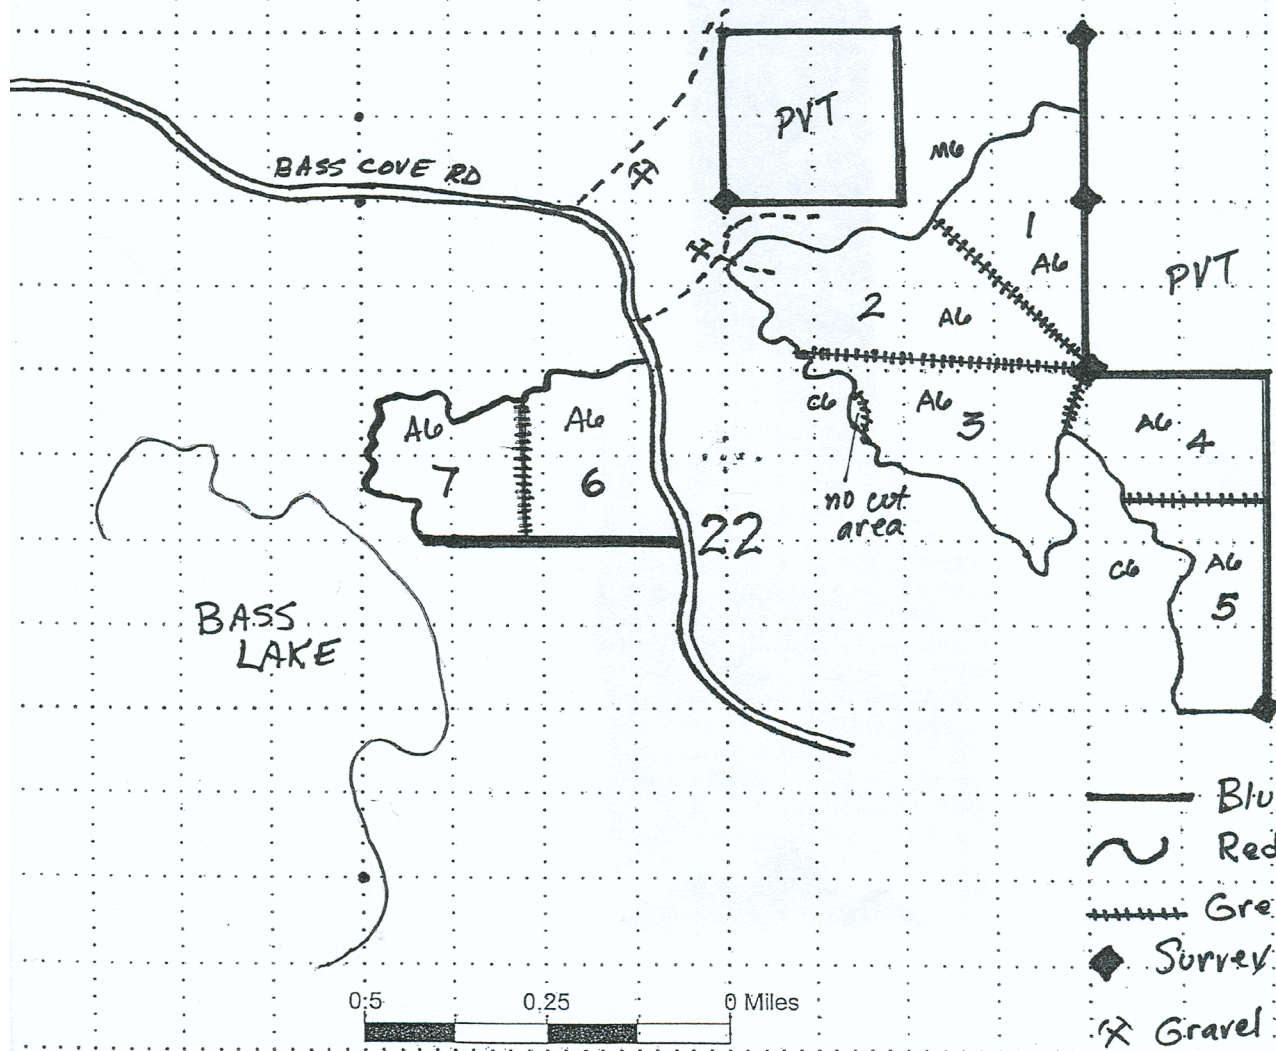 PVT
BASS COVE RD
M6
1
A6
PVT
2
A6
C6
A6
3
A6
4
A6
A6
7
6
no cut
area
22
C6
A6
5
BASS
LAKE
Blu
Red
Gre
Survey
Gravel
0.5 0.25 0 Miles